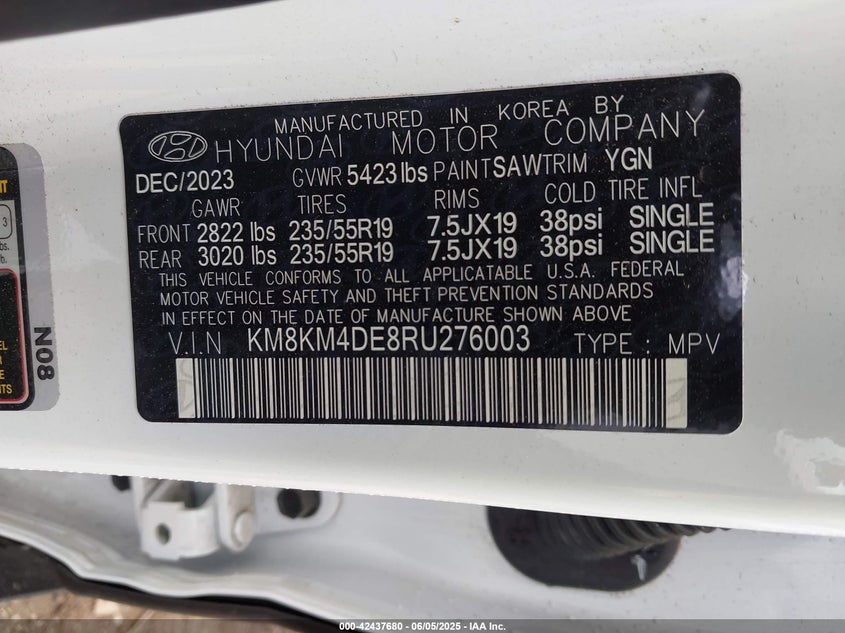 MANUFACTURED IN KOREA BY
HYUNDAI MOTOR COMPANY
DEC/2023 GVWR 5423 lbs PAINT SAW TRIM YGN
GAWR TIRES RIMS COLD TIRE INFL
FRONT 2822 lbs 235/55R19 7.5JX19 38psi SINGLE
REAR 3020 lbs 235/55R19 7.5JX19 38psi SINGLE
THIS VEHICLE CONFORMS TO ALL APPLICATABLE U.S.A. FEDERAL
MOTOR VEHICLE SAFETY AND THEFT PREVENTION STANDARDS
IN EFFECT ON THE DATE OF MANUFACTURE SHOWN ABOVE
V.I.N KM8KM4DE8RU276003 TYPE : MPV
3
N08
000-42437680 - 06/05/2025 - IAA Inc.